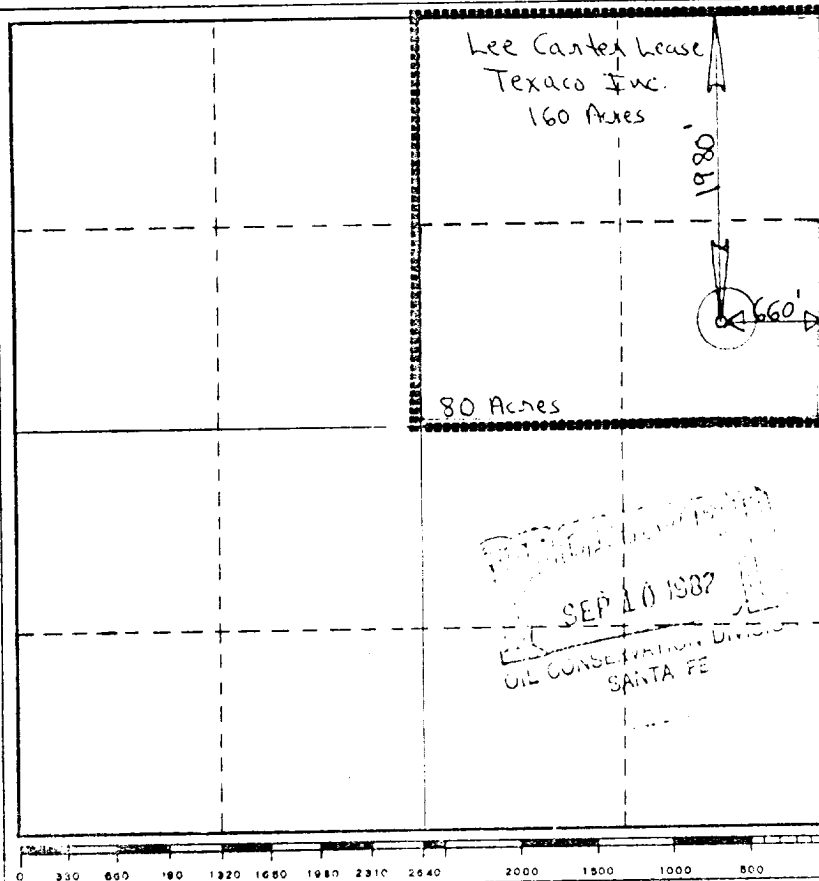 Lee Carter Lease
Texaco Inc.
160 Acres
1980'
660'
80 Acres
SEP 10 1987
OIL CONSERVATION DIVISIO
SANTA FE
0 330 660 990 1320 1650 1980 2310 2640 2000 1500 1000 500